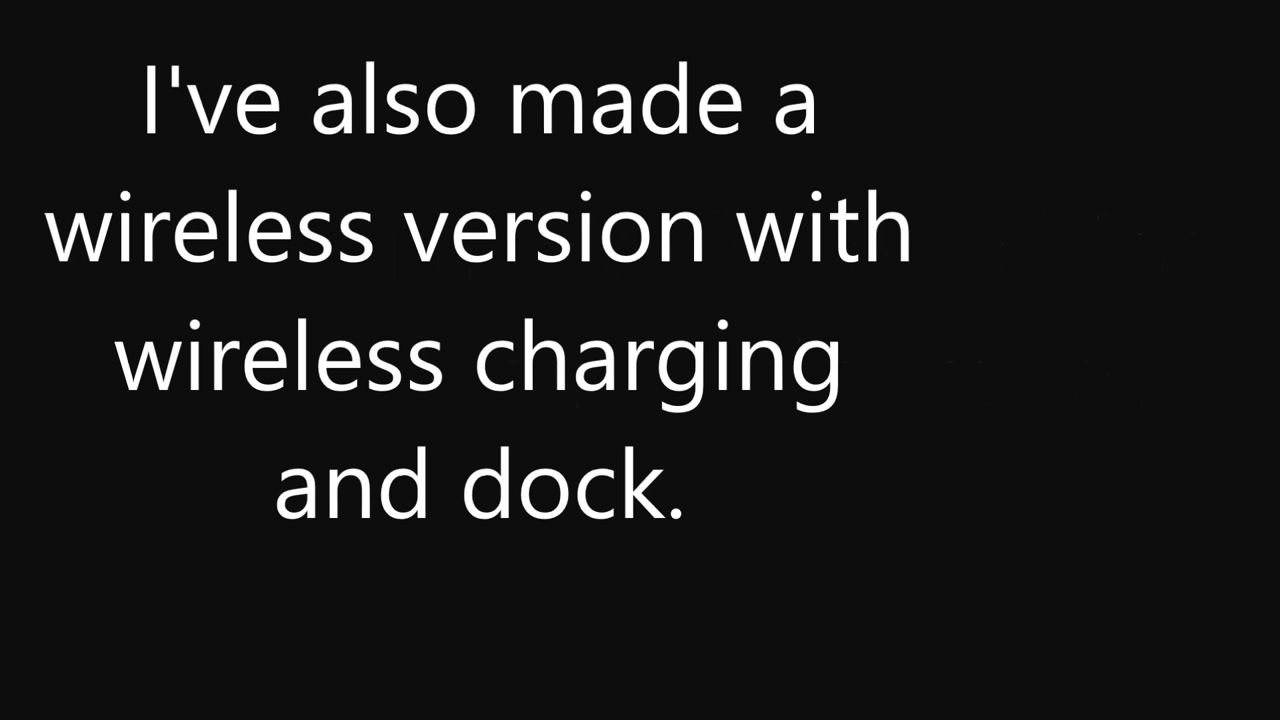 I've also made a
wireless version with
wireless charging
and dock.